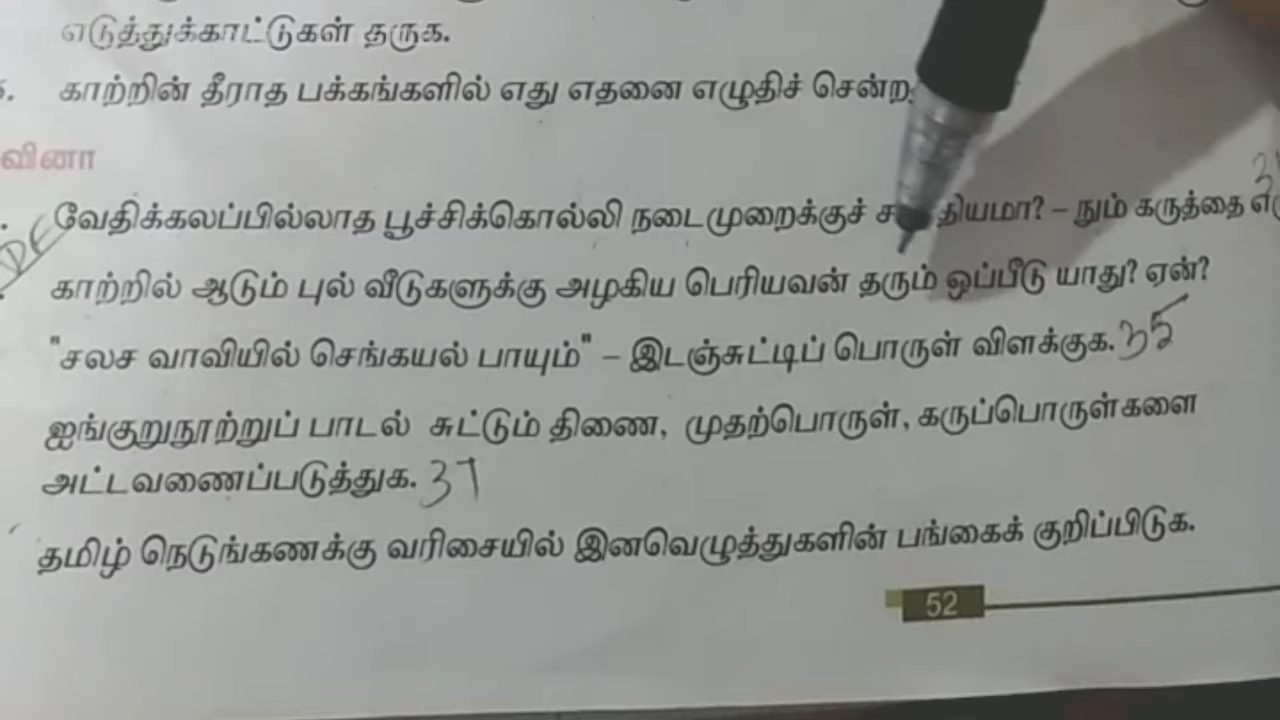 எடுத்துக்காட்டுகள் தருக.
காற்றின் தீராத பக்கங்களில் எது எதனை எழுதிச் சென்ற
வினா
வேதிக்கலப்பில்லாத பூச்சிக்கொல்லி நடைமுறைக்குச் – நும் கருத்தை
காற்றில் ஆடும் புல் வீடுகளுக்கு அழகிய பெரியவன் தரும் ஒப்பீடு யாது? ஏன்?
"சலச வாவியில் செங்கயல் பாயும்" – இடஞ்சுட்டிப் பொருள் விளக்குக. 35
ஐங்குறுநூற்றுப் பாடல் சுட்டும் திணை, முதற்பொருள், கருப்பொருள்களை
அட்டவணைப்படுத்துக. 37
தமிழ் நெடுங்கணக்கு வரிசையில் இனவெழுத்துகளின் பங்கைக் குறிப்பிடுக.
52